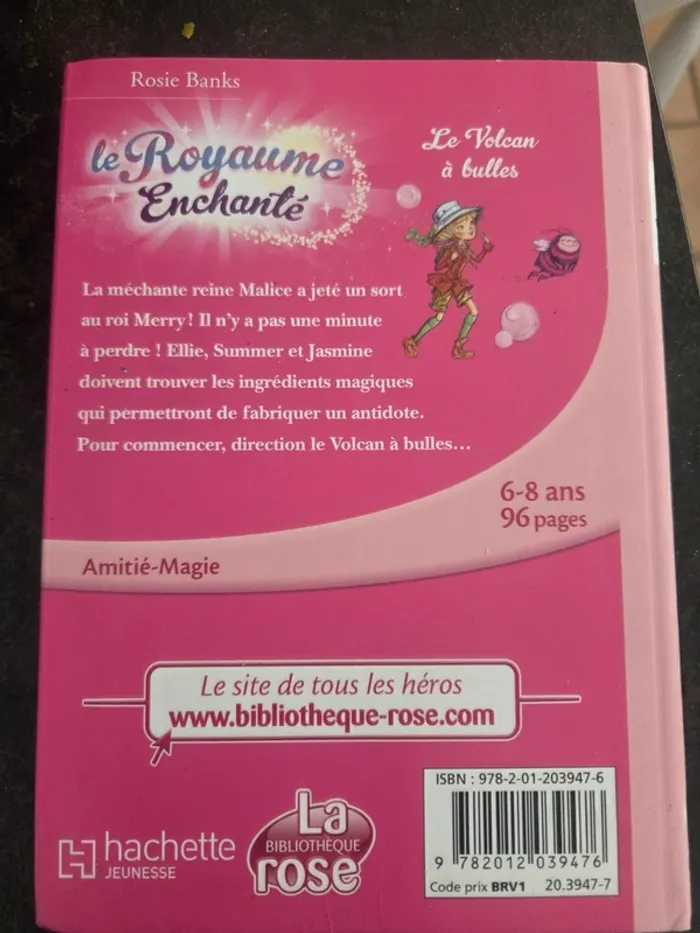 Rosie Banks
le Royaume
Enchanté
Le Volcan
à bulles
La méchante reine Malice a jeté un sort
au roi Merry ! Il n'y a pas une minute
à perdre ! Ellie, Summer et Jasmine
doivent trouver les ingrédients magiques
qui permettront de fabriquer un antidote.
Pour commencer, direction le Volcan à bulles...
6-8 ans
96 pages
Amitié-Magie
Le site de tous les héros
www.bibliotheque-rose.com
hachette
JEUNESSE
La
BIBLIOTHÈQUE
rose
ISBN : 978-2-01-203947-6
9 782012 039476
Code prix BRV1 20.3947-7